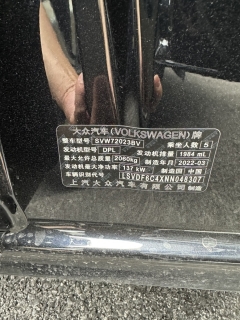 大众汽车(VOLKSWAGEN)牌
整车型号 SVW72023BV 乘坐人数 5
发动机型号 DPL 发动机排量 1984 mL
最大允许总质量 2060kg 制造年月 2022-03
发动机最大净功率 137 kW 制造国 中国
车辆识别代号 LSVDF6C4XNN048307
上汽大众汽车有限公司 制造